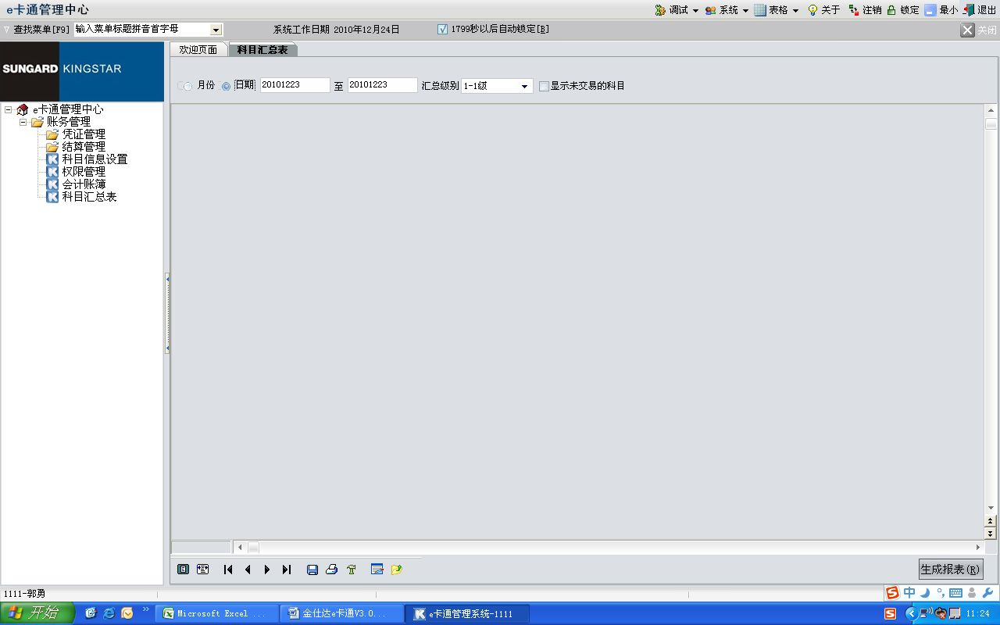 e卡通管理中心 调试 系统 表格 关于 注销 锁定 最小 退出
查找菜单[F9] 输入菜单标题拼音首字母 系统工作日期 2010年12月24日 1799秒以后自动锁定[B] 关闭
SUNGARD KINGSTAR
欢迎页面 科目汇总表
月份 日期 20101223 至 20101223 汇总级别 1-1级 显示未交易的科目
e卡通管理中心
账务管理
凭证管理
结算管理
科目信息设置
权限管理
会计账簿
科目汇总表
生成报表(R)
1111-郭勇
中
开始 Microsoft Excel ... 金仕达e卡通V3.0... e卡通管理系统-1111 11:24